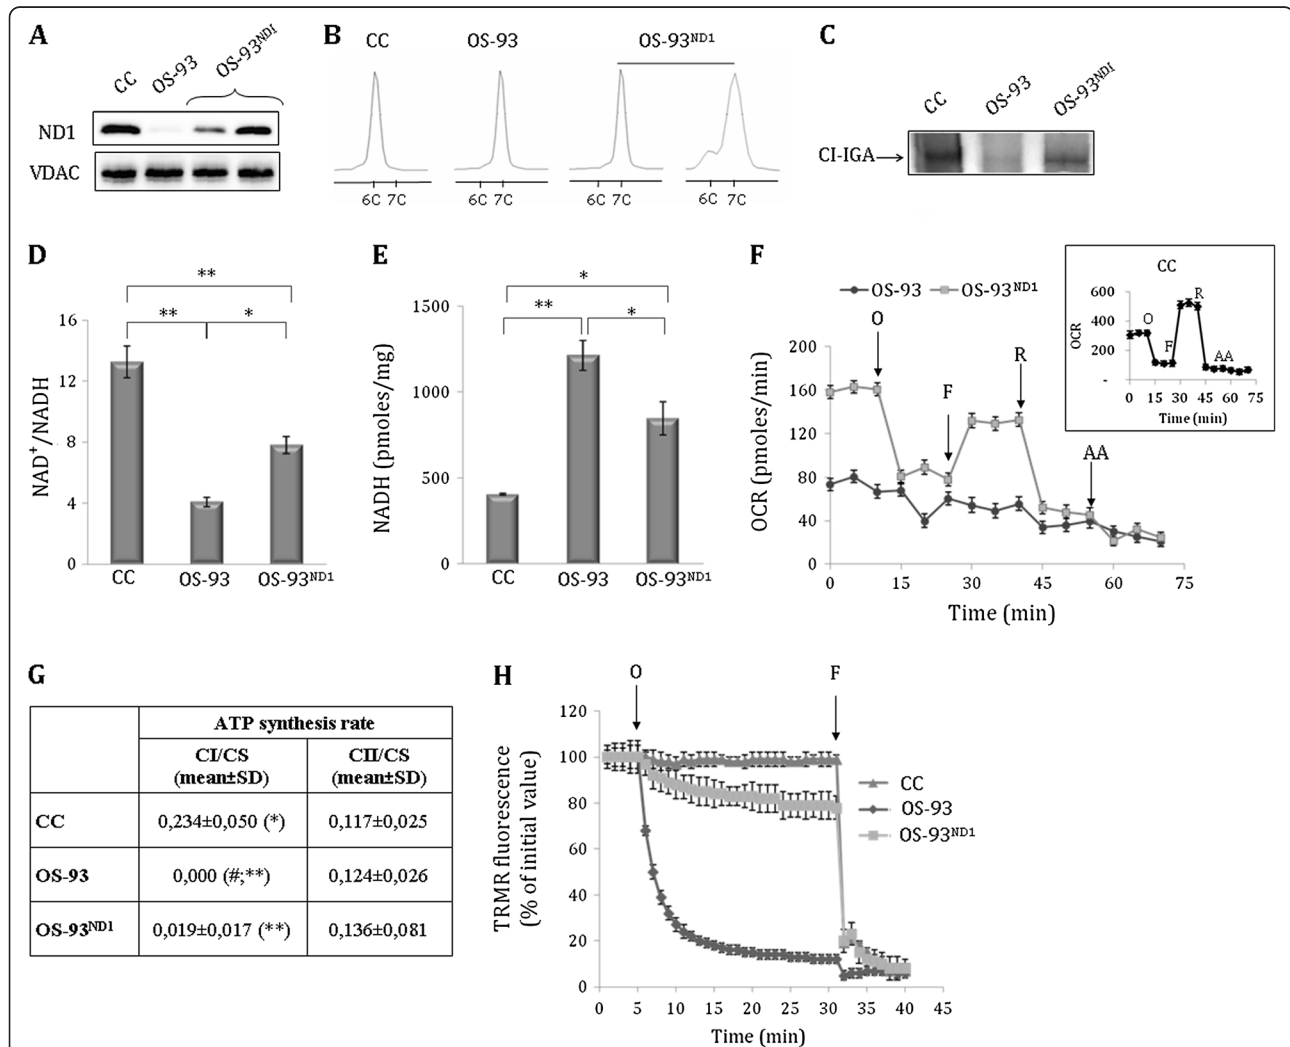 A
CC
OS-93
OS-93ND1
ND1
VDAC
B
CC
OS-93
OS-93ND1
6C 7C
6C 7C
6C 7C
6C 7C
C
CC
OS-93
OS-93ND1
CI-IGA
D
**
**
*
16
12
8
4
0
NAD+/NADH
CC
OS-93
OS-93ND1
E
*
**
*
1500
1000
500
0
NADH (pmoles/mg)
CC
OS-93
OS-93ND1
F
OS-93
OS-93ND1
O
F
R
AA
200
160
120
80
40
0
OCR (pmoles/min)
0 15 30 45 60 75
Time (min)
CC
600
400
200
-
OCR
O
F
R
AA
0 15 30 45 60 75
Time (min)
G
ATP synthesis rate
CI/CS (mean±SD)
CII/CS (mean±SD)
CC 0,234±0,050 (*) 0,117±0,025
OS-93 0,000 (#;**) 0,124±0,026
OS-93ND1 0,019±0,017 (**) 0,136±0,081
H
O
F
120
100
80
60
40
20
0
TRMR fluorescence
(% of initial value)
CC
OS-93
OS-93ND1
0 5 10 15 20 25 30 35 40 45
Time (min)